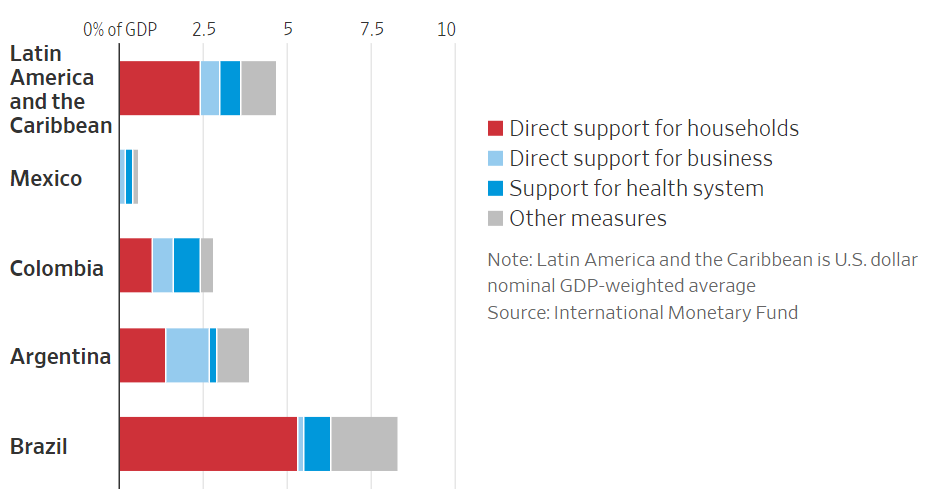 0% of GDP 2.5 5 7.5 10
Latin
America
and the
Caribbean
Mexico
Colombia
Argentina
Brazil
Direct support for households
Direct support for business
Support for health system
Other measures
Note: Latin America and the Caribbean is U.S. dollar
nominal GDP-weighted average
Source: International Monetary Fund